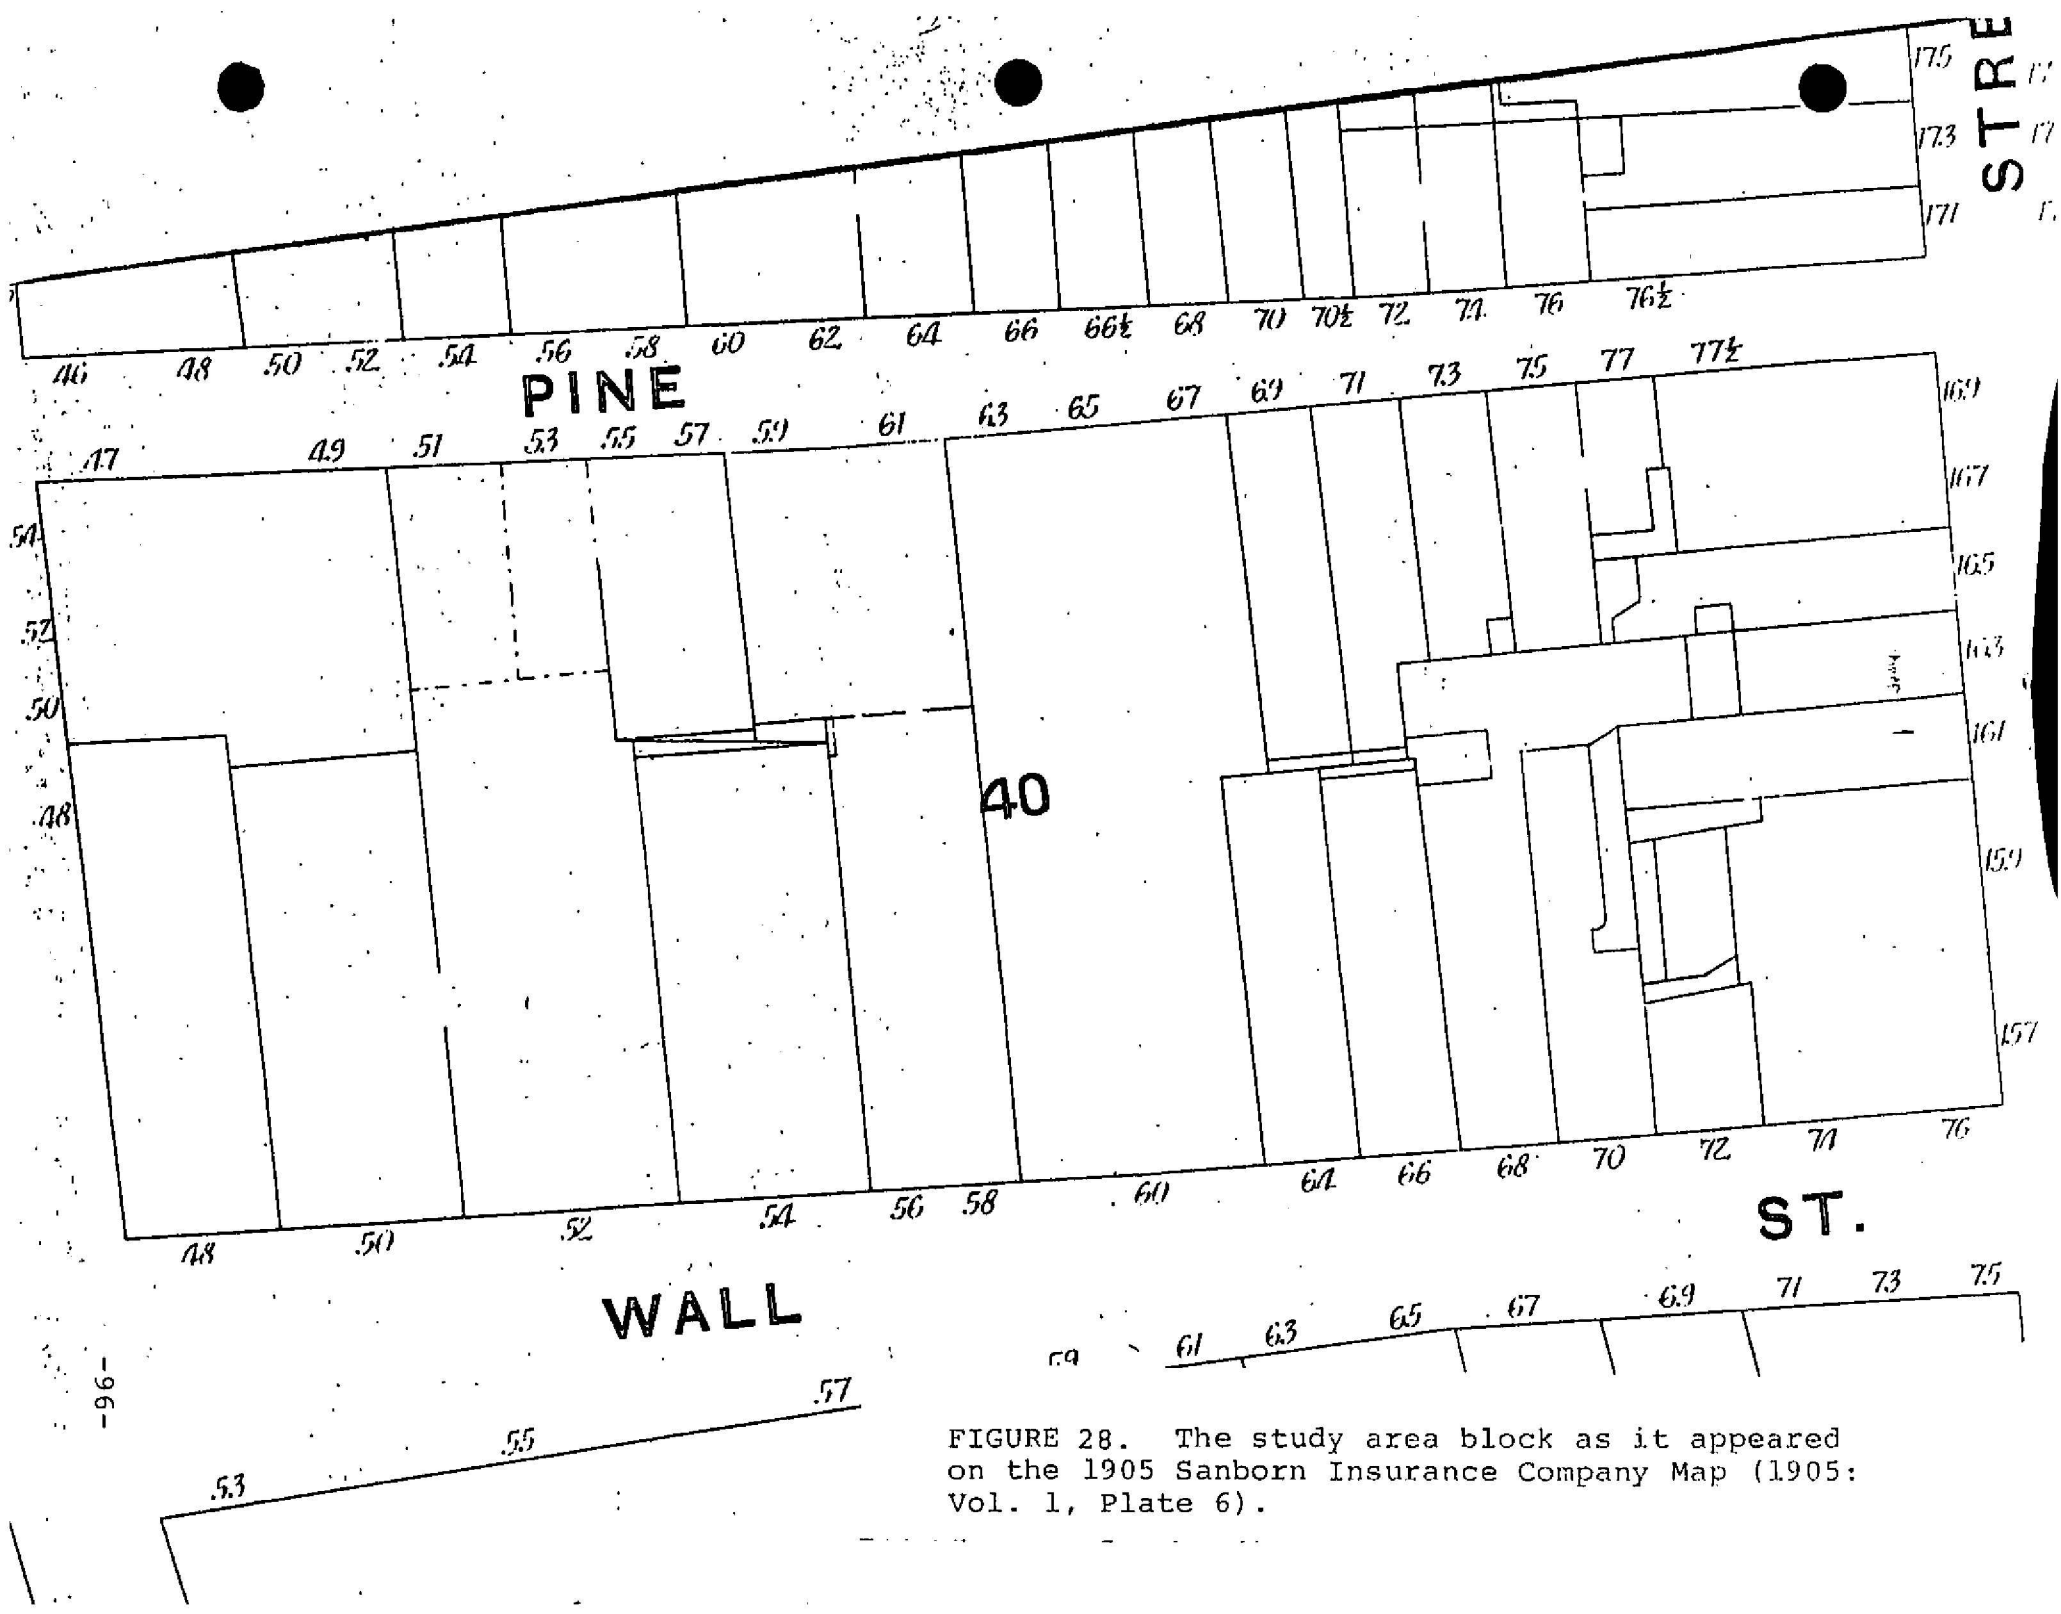 STRE
175
173
171
46 48 50 52 54 56 58 60 62 64 66 66½ 68 70 70½ 72 74 76 76½
PINE
47 49 51 53 55 57 59 61 63 65 67 69 71 73 75 77 77½
54
52
50
48
169
167
165
163
161
159
157
40
48 50 52 54 56 58 60 64 66 68 70 72 74 76
WALL ST.
53 55 57 59 61 63 65 67 69 71 73 75
-96-
FIGURE 28. The study area block as it appeared
on the 1905 Sanborn Insurance Company Map (1905:
Vol. 1, Plate 6).